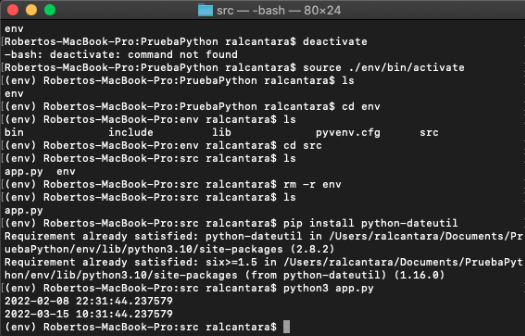 src — -bash — 80×24
env
[Robertos-MacBook-Pro:PruebaPython ralcantara$ deactivate
-bash: deactivate: command not found
[Robertos-MacBook-Pro:PruebaPython ralcantara$ source ./env/bin/activate
[(env) Robertos-MacBook-Pro:PruebaPython ralcantara$ ls
env
[(env) Robertos-MacBook-Pro:PruebaPython ralcantara$ cd env
[(env) Robertos-MacBook-Pro:env ralcantara$ ls
bin include lib pyvenv.cfg src
[(env) Robertos-MacBook-Pro:env ralcantara$ cd src
[(env) Robertos-MacBook-Pro:src ralcantara$ ls
app.py env
[(env) Robertos-MacBook-Pro:src ralcantara$ rm -r env
[(env) Robertos-MacBook-Pro:src ralcantara$ ls
app.py
[(env) Robertos-MacBook-Pro:src ralcantara$ pip install python-dateutil
Requirement already satisfied: python-dateutil in /Users/ralcantara/Documents/Pr
uebaPython/env/lib/python3.10/site-packages (2.8.2)
Requirement already satisfied: six>=1.5 in /Users/ralcantara/Documents/PruebaPyt
hon/env/lib/python3.10/site-packages (from python-dateutil) (1.16.0)
[(env) Robertos-MacBook-Pro:src ralcantara$ python3 app.py
2022-02-08 22:31:44.237579
2022-03-15 10:31:44.237579
(env) Robertos-MacBook-Pro:src ralcantara$